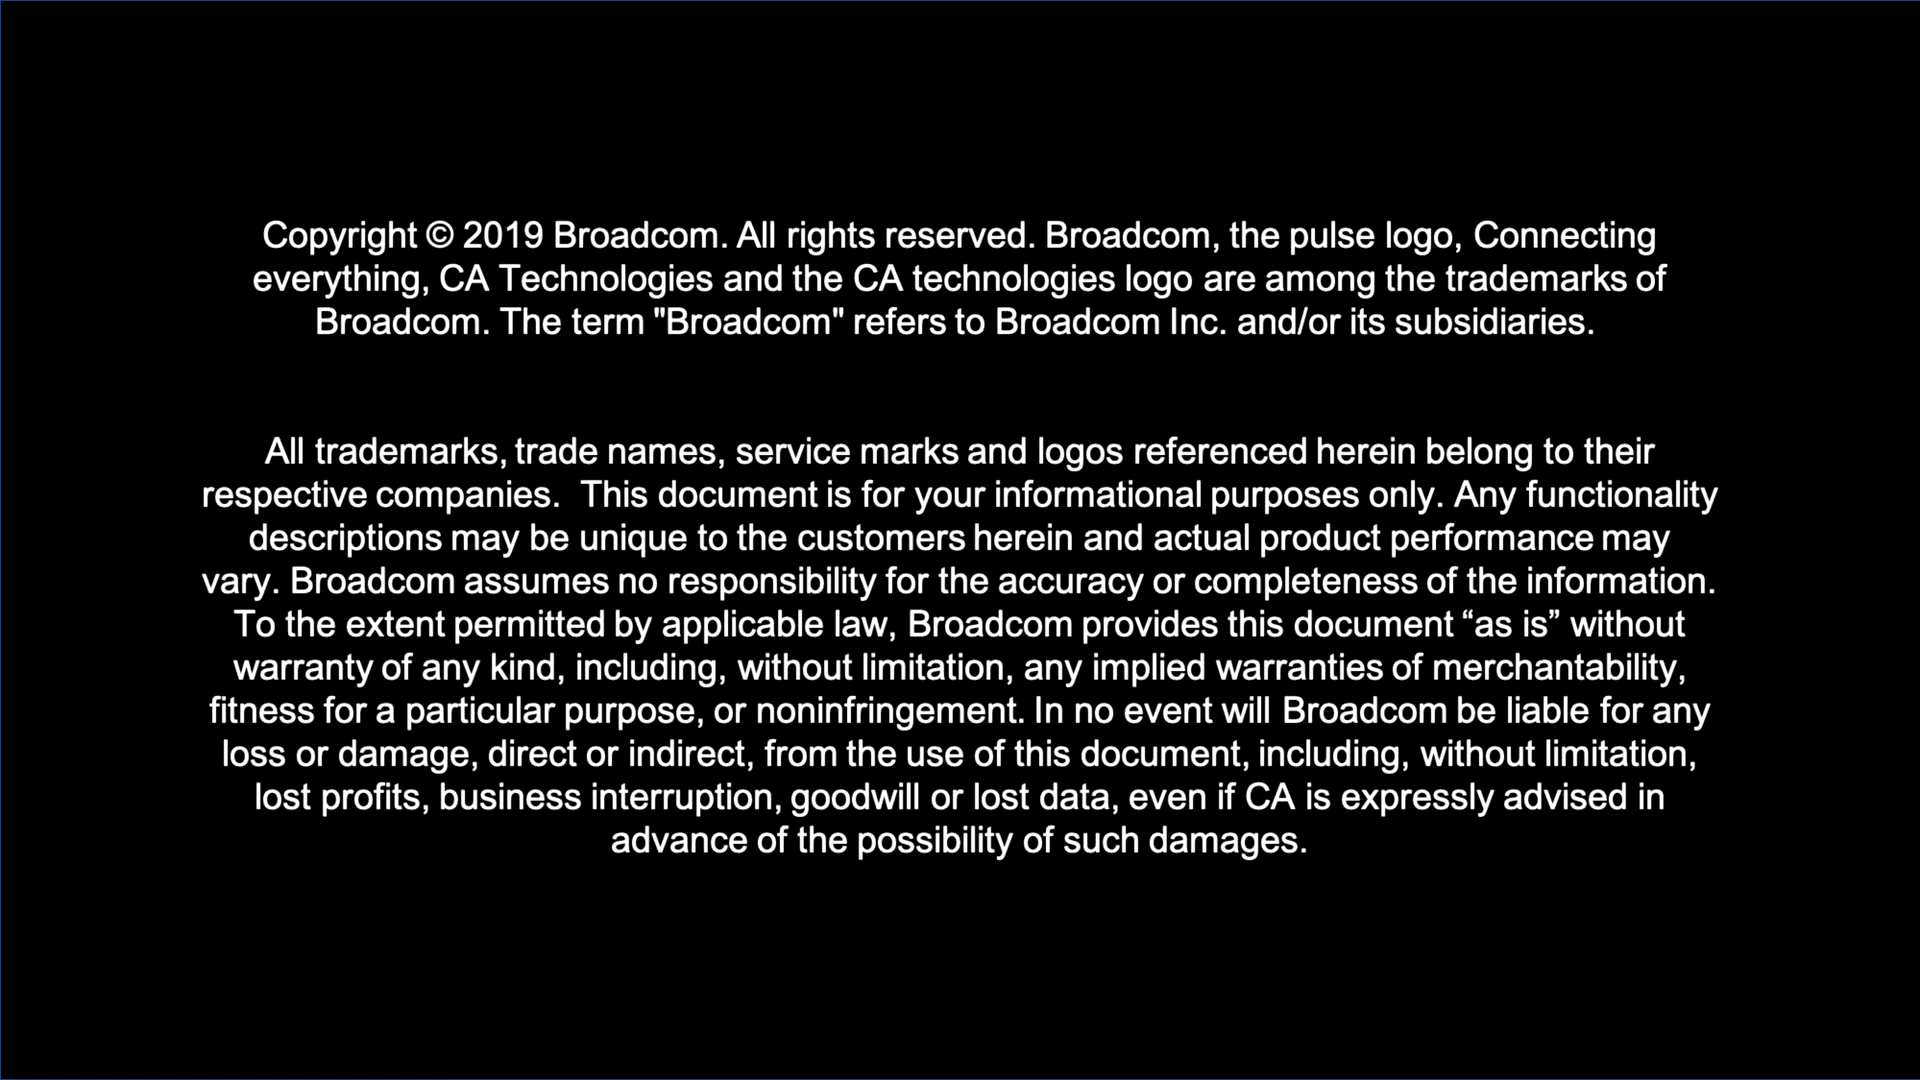 Copyright © 2019 Broadcom. All rights reserved. Broadcom, the pulse logo, Connecting
everything, CA Technologies and the CA technologies logo are among the trademarks of
Broadcom. The term "Broadcom" refers to Broadcom Inc. and/or its subsidiaries.
All trademarks, trade names, service marks and logos referenced herein belong to their
respective companies.  This document is for your informational purposes only. Any functionality
descriptions may be unique to the customers herein and actual product performance may
vary. Broadcom assumes no responsibility for the accuracy or completeness of the information.
To the extent permitted by applicable law, Broadcom provides this document “as is” without
warranty of any kind, including, without limitation, any implied warranties of merchantability,
fitness for a particular purpose, or noninfringement. In no event will Broadcom be liable for any
loss or damage, direct or indirect, from the use of this document, including, without limitation,
lost profits, business interruption, goodwill or lost data, even if CA is expressly advised in
advance of the possibility of such damages.